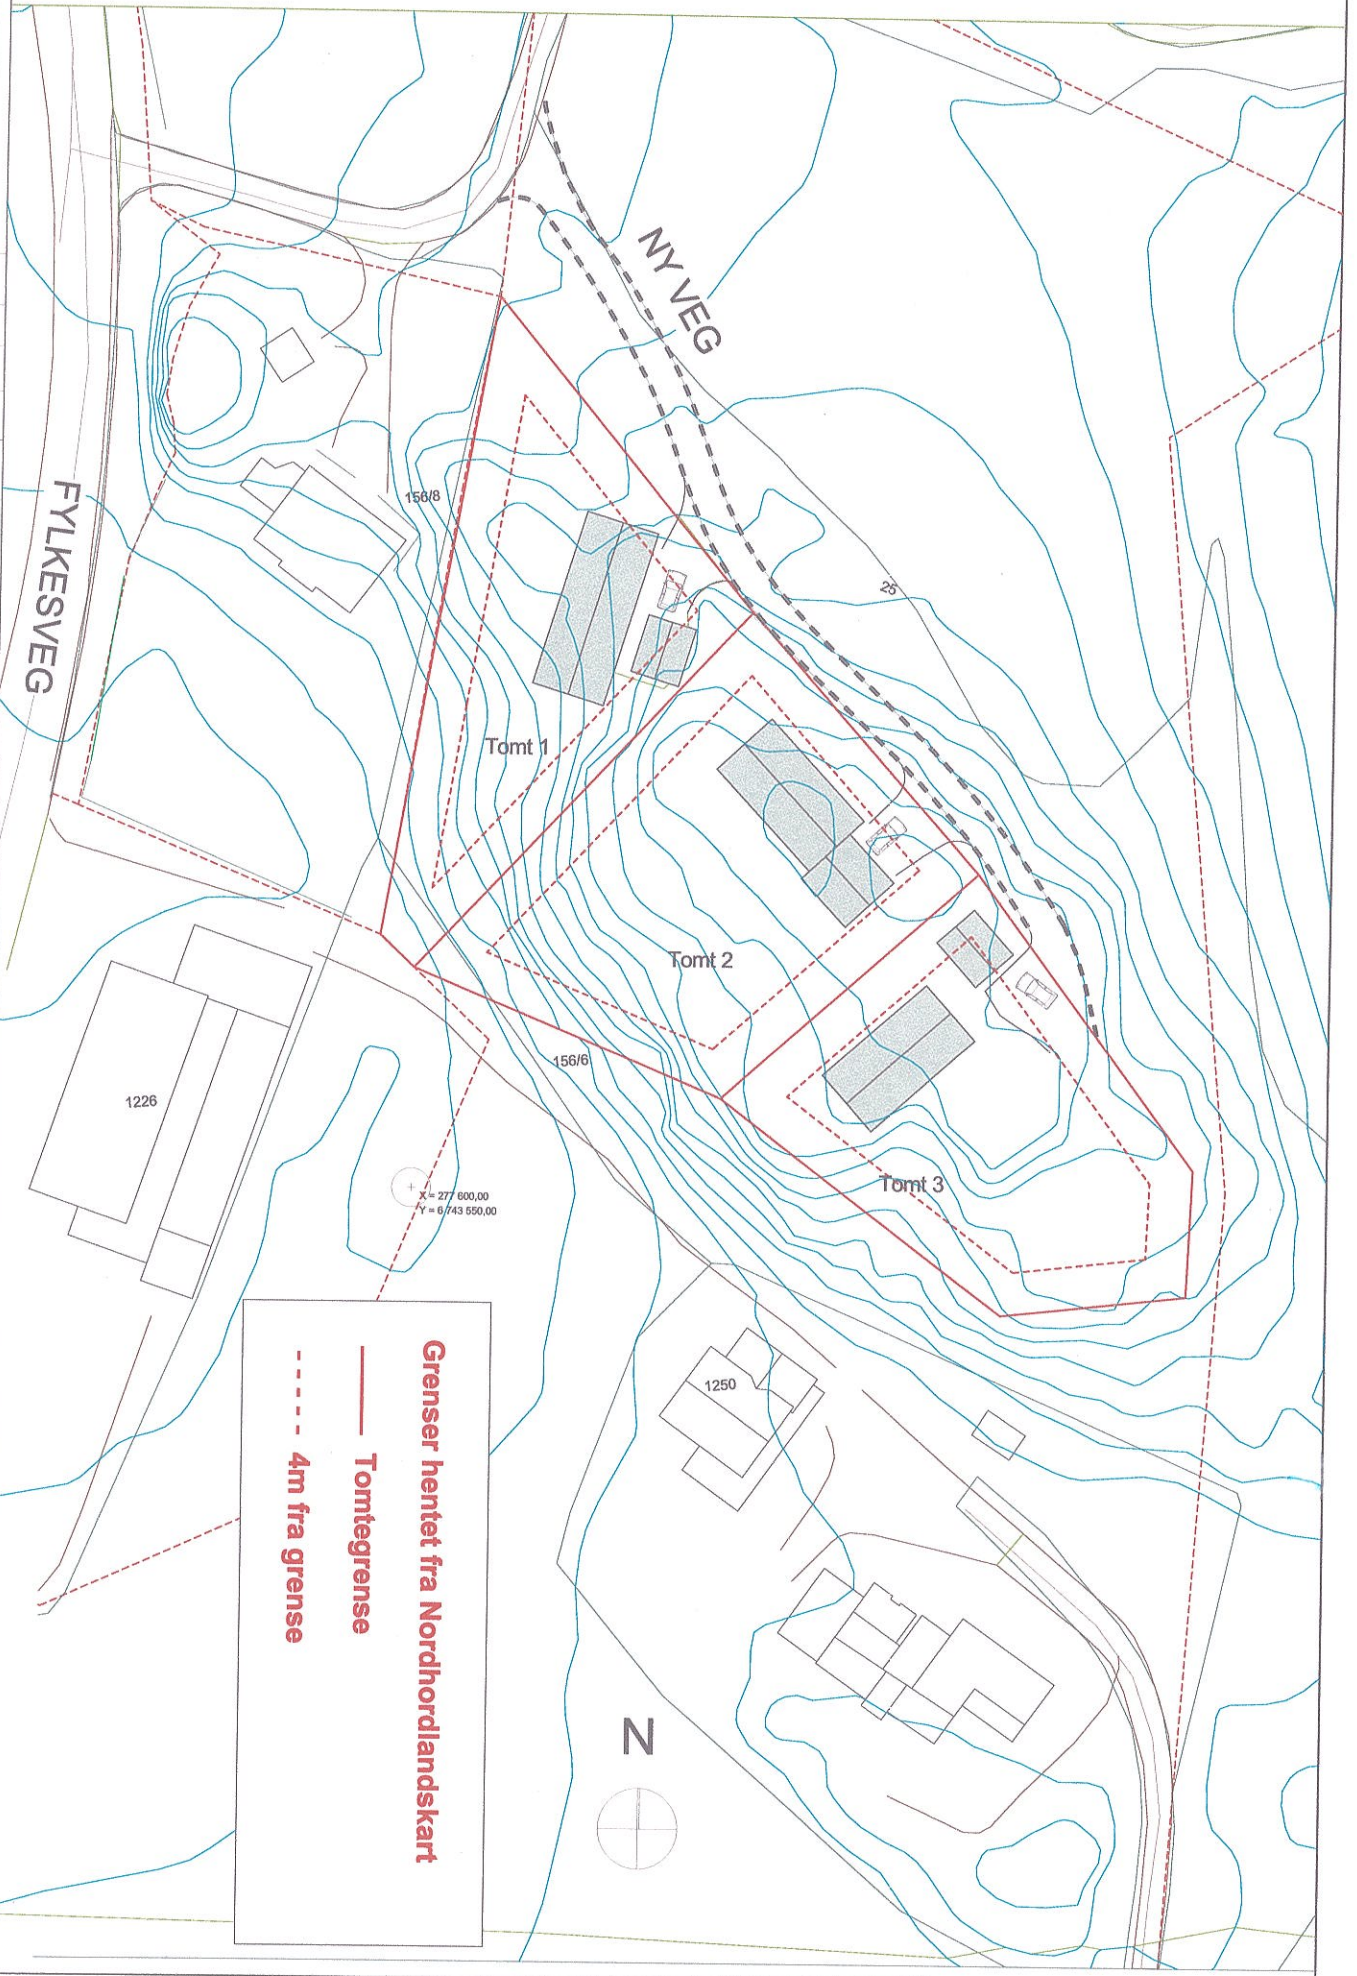 NY VEG
25
156/8
FYLKESVEG
Tomt 1
Tomt 2
156/6
1226
X = 277 600,00
Y = 6 743 550,00
Tomt 3
1250
Grenser hentet fra Nordhordlandskart
Tomtegrense
4m fra grense
N